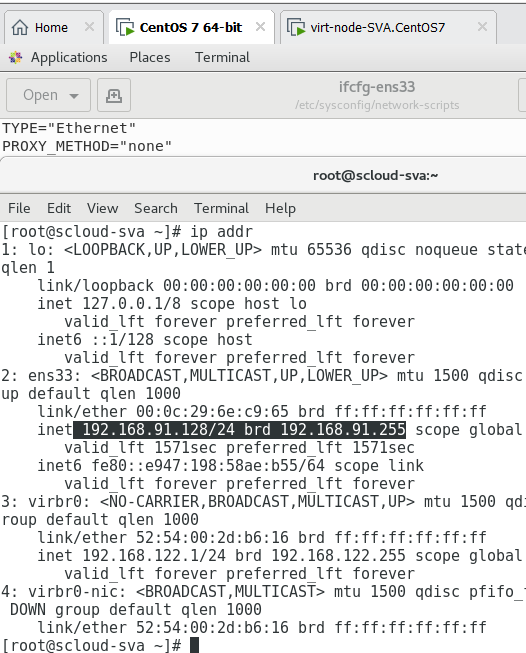 Home
CentOS 7 64-bit
virt-node-SVA.CentOS7
Applications Places Terminal
Open
ifcfg-ens33
/etc/sysconfig/network-scripts
TYPE="Ethernet"
PROXY_METHOD="none"
root@scloud-sva:~
File Edit View Search Terminal Help
[root@scloud-sva ~]# ip addr
1: lo: <LOOPBACK,UP,LOWER_UP> mtu 65536 qdisc noqueue state
qlen 1
link/loopback 00:00:00:00:00:00 brd 00:00:00:00:00:00
inet 127.0.0.1/8 scope host lo
valid_lft forever preferred_lft forever
inet6 ::1/128 scope host
valid_lft forever preferred_lft forever
2: ens33: <BROADCAST,MULTICAST,UP,LOWER_UP> mtu 1500 qdisc
up default qlen 1000
link/ether 00:0c:29:6e:c9:65 brd ff:ff:ff:ff:ff:ff
inet 192.168.91.128/24 brd 192.168.91.255 scope global
valid_lft 1571sec preferred_lft 1571sec
inet6 fe80::e947:198:58ae:b55/64 scope link
valid_lft forever preferred_lft forever
3: virbr0: <NO-CARRIER,BROADCAST,MULTICAST,UP> mtu 1500 qdi
roup default qlen 1000
link/ether 52:54:00:2d:b6:16 brd ff:ff:ff:ff:ff:ff
inet 192.168.122.1/24 brd 192.168.122.255 scope global
valid_lft forever preferred_lft forever
4: virbr0-nic: <BROADCAST,MULTICAST> mtu 1500 qdisc pfifo_
DOWN group default qlen 1000
link/ether 52:54:00:2d:b6:16 brd ff:ff:ff:ff:ff:ff
[root@scloud-sva ~]#